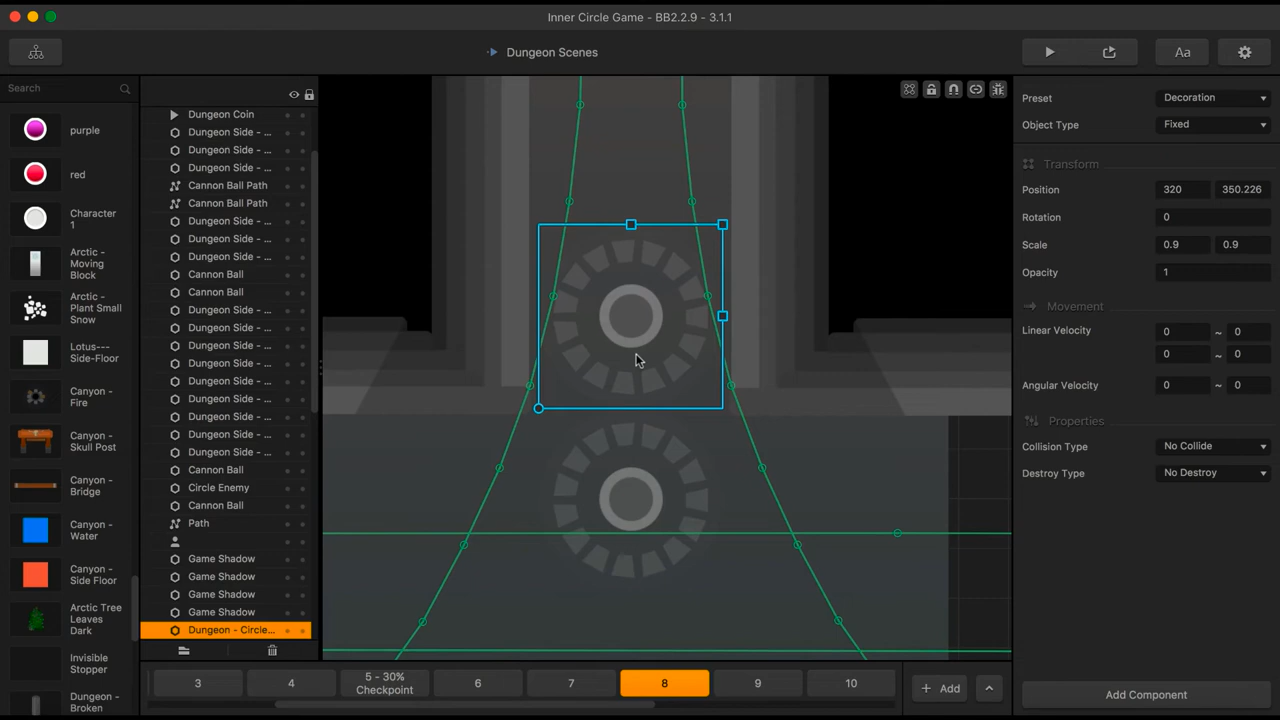 Inner Circle Game - BB2.2.9 - 3.1.1
Dungeon Scenes
Aa
Search
purple
red
Character
1
Arctic -
Moving
Block
Arctic -
Plant Small
Snow
Lotus---
Side-Floor
Canyon -
Fire
Canyon -
Skull Post
Canyon -
Bridge
Canyon -
Water
Canyon -
Side Floor
Arctic Tree
Leaves
Dark
Invisible
Stopper
Dungeon -
Broken
Dungeon Coin
Dungeon Side - ...
Dungeon Side - ...
Dungeon Side - ...
Cannon Ball Path
Cannon Ball Path
Dungeon Side - ...
Dungeon Side - ...
Dungeon Side - ...
Cannon Ball
Cannon Ball
Dungeon Side - ...
Dungeon Side - ...
Dungeon Side - ...
Dungeon Side - ...
Dungeon Side - ...
Dungeon Side - ...
Dungeon Side - ...
Dungeon Side - ...
Dungeon Side - ...
Cannon Ball
Circle Enemy
Cannon Ball
Path
Game Shadow
Game Shadow
Game Shadow
Game Shadow
Dungeon - Circle...
3
4
5 - 30%
Checkpoint
6
7
8
9
10
+ Add
Preset Decoration
Object Type Fixed
Transform
Position 320 350.226
Rotation 0
Scale 0.9 0.9
Opacity 1
Movement
Linear Velocity 0 ~ 0
0 ~ 0
Angular Velocity 0 ~ 0
Properties
Collision Type No Collide
Destroy Type No Destroy
Add Component